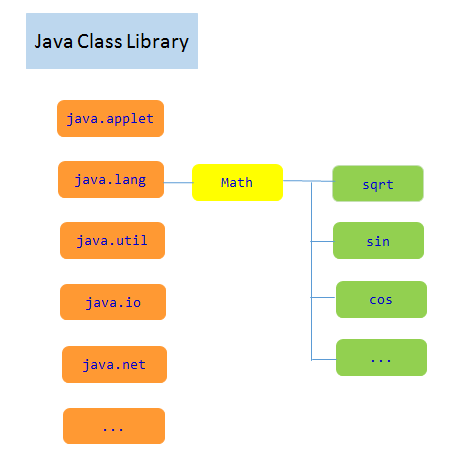 Java Class Library
java.applet
java.lang
Math
sqrt
java.util
sin
java.io
cos
java.net
...
...